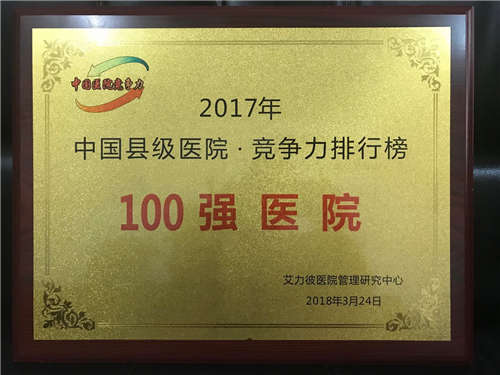 中国医院竞争力
2017年
中国县级医院·竞争力排行榜
100强医院
艾力彼医院管理研究中心
2018年3月24日